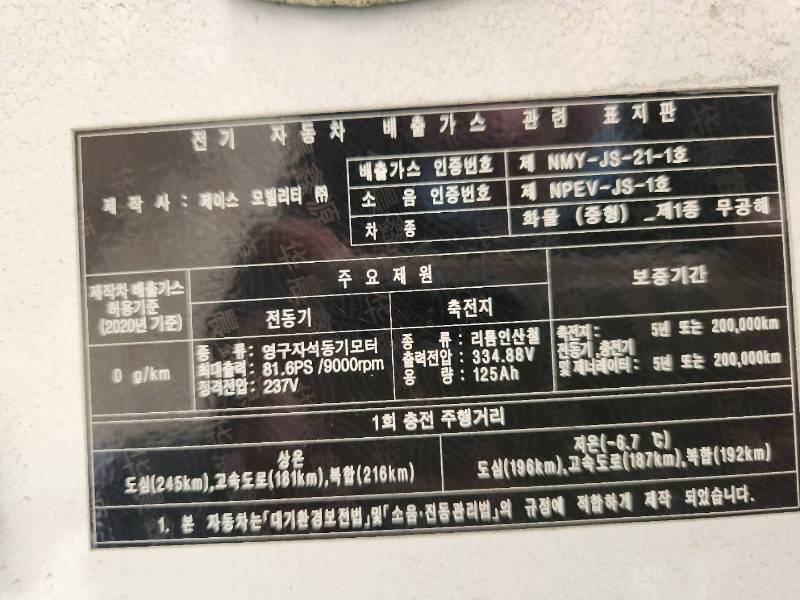 전기 자동차 배출가스 관련 표지판
제 작 사 : 제이스 모빌리티 ㈜
배출가스 인증번호 제 NMY-JS-21-1호
소 음 인증번호 제 NPEV-JS-1호
차 종 화물 (중형) _제1종 무공해
제작차 배출가스
허용기준
(2020년 기준)
주요제원
보증기간
전동기
축전지
0 g/km
종 류: 영구자석동기모터
최대출력: 81.6PS /9000rpm
정격전압: 237V
종 류 : 리튬인산철
출력전압 : 334.88V
용 량 : 125Ah
축전지: 5년 또는 200,000km
전동기,충전기
및 제너레이터: 5년 또는 200,000km
1회 충전 주행거리
상온
도심(245km),고속도로(181km),복합(216km)
저온(-6.7 ℃)
도심(196km),고속도로(187km),복합(192km)
1. 본 자동차는「대기환경보전법」및「소음·진동관리법」의 규정에 적합하게 제작 되었습니다.